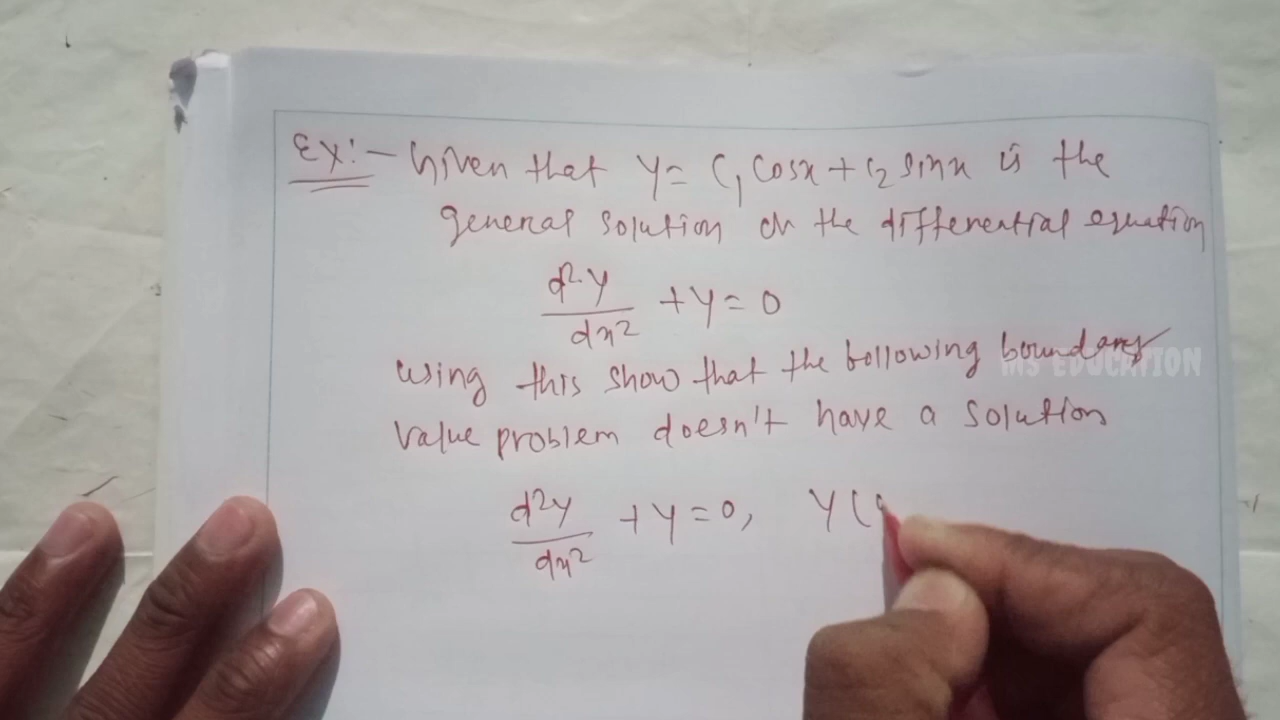 Ex:- Given that y = C₁ cosx + C₂ sinx is the
general solution of the differential equation
d²y/dx² + y = 0
Using this show that the following boundary
MS EDUCATION
value problem doesn't have a solution
d²y/dx² + y = 0, y(0